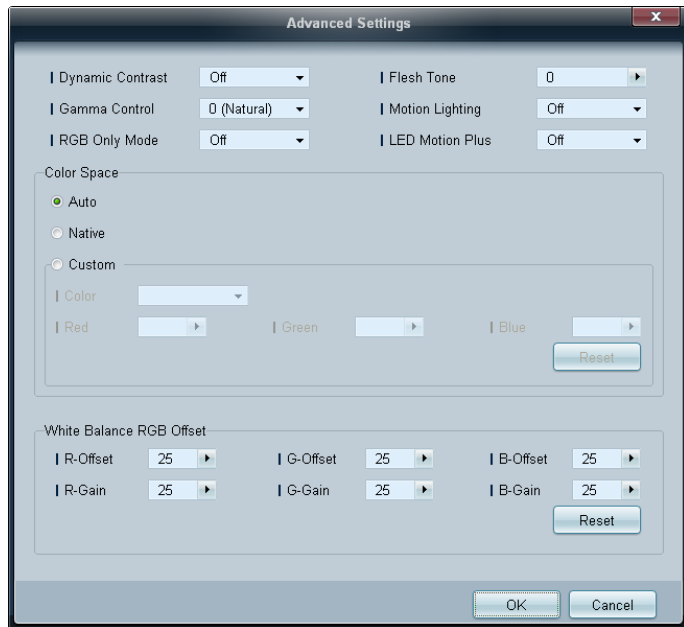 Advanced Settings
x
Dynamic Contrast Off Flesh Tone 0
Gamma Control 0 (Natural) Motion Lighting Off
RGB Only Mode Off LED Motion Plus Off
Color Space
Auto
Native
Custom
Color
Red Green Blue
Reset
White Balance RGB Offset
R-Offset 25 G-Offset 25 B-Offset 25
R-Gain 25 G-Gain 25 B-Gain 25
Reset
OK Cancel